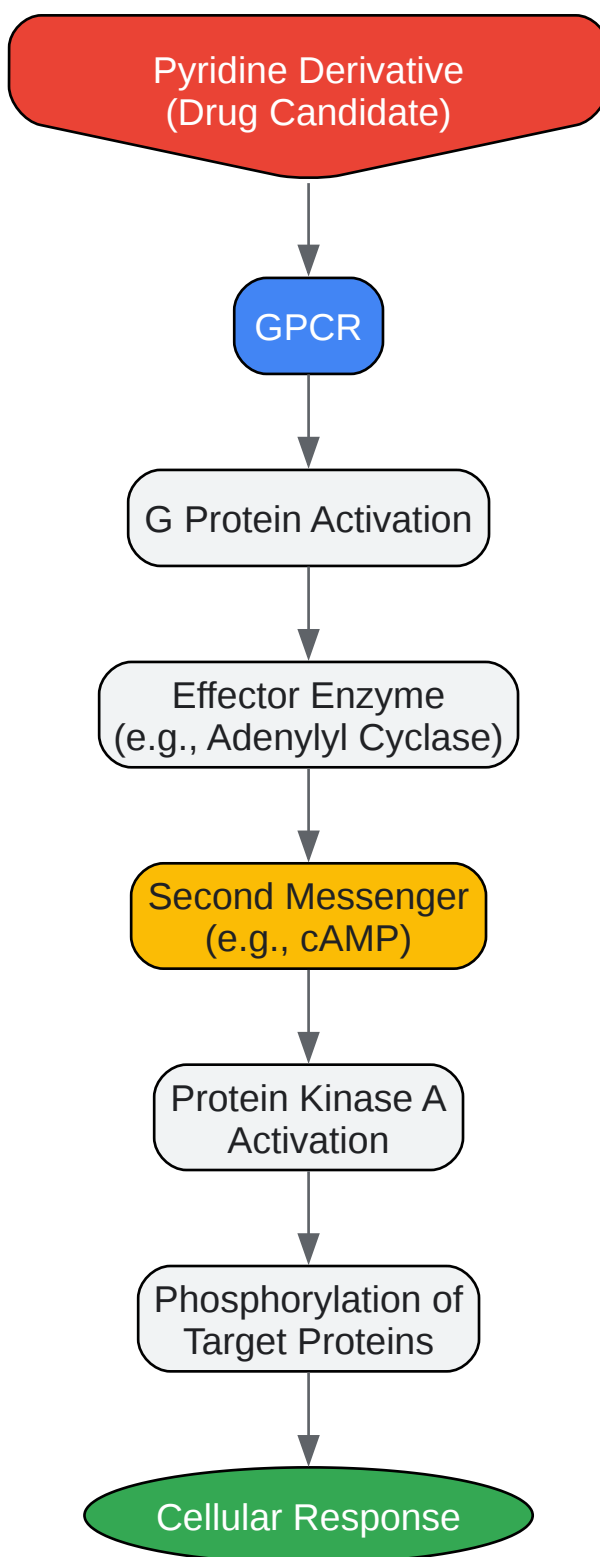 Pyridine Derivative
(Drug Candidate)
GPCR
G Protein Activation
Effector Enzyme
(e.g., Adenylyl Cyclase)
Second Messenger
(e.g., cAMP)
Protein Kinase A
Activation
Phosphorylation of
Target Proteins
Cellular Response